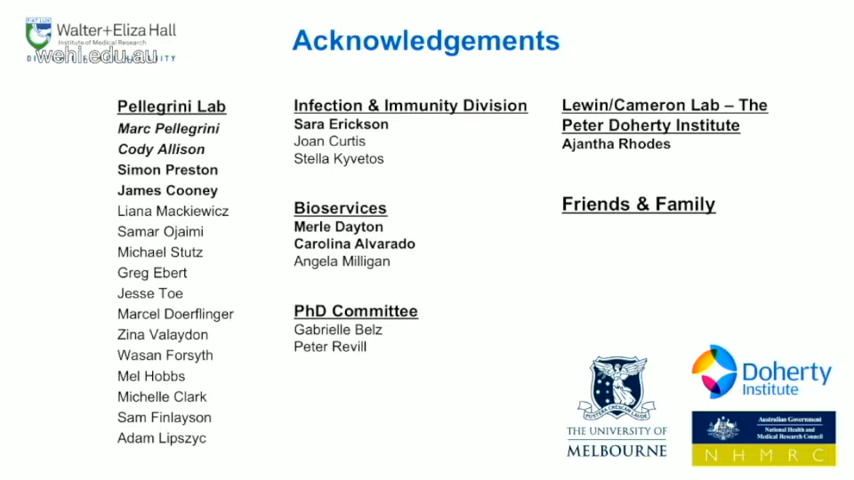 Walter+Eliza Hall
Institute of Medical Research
wehi.edu.au
Acknowledgements
Pellegrini Lab
Marc Pellegrini
Cody Allison
Simon Preston
James Cooney
Liana Mackiewicz
Samar Ojaimi
Michael Stutz
Greg Ebert
Jesse Toe
Marcel Doerflinger
Zina Valaydon
Wasan Forsyth
Mel Hobbs
Michelle Clark
Sam Finlayson
Adam Lipszyc
Infection & Immunity Division
Sara Erickson
Joan Curtis
Stella Kyvetos
Bioservices
Merle Dayton
Carolina Alvarado
Angela Milligan
PhD Committee
Gabrielle Belz
Peter Revill
Lewin/Cameron Lab – The
Peter Doherty Institute
Ajantha Rhodes
Friends & Family
POSTERA CRESCAM LAUDE
THE UNIVERSITY OF
MELBOURNE
Doherty
Institute
Australian Government
National Health and
Medical Research Council
NHMRC